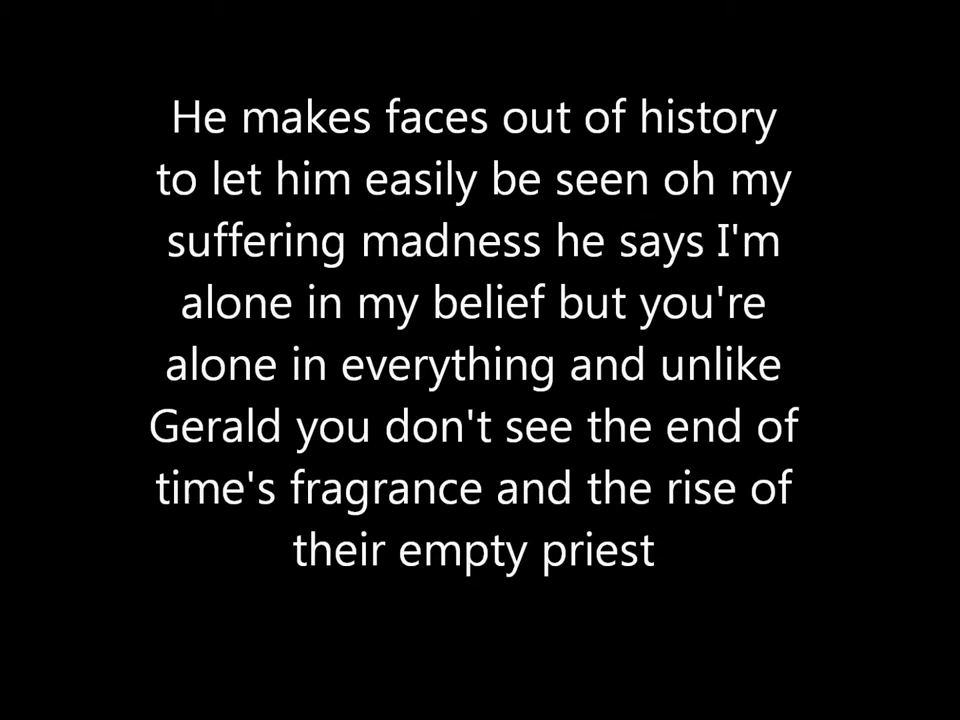 He makes faces out of history
to let him easily be seen oh my
suffering madness he says I'm
alone in my belief but you're
alone in everything and unlike
Gerald you don't see the end of
time's fragrance and the rise of
their empty priest